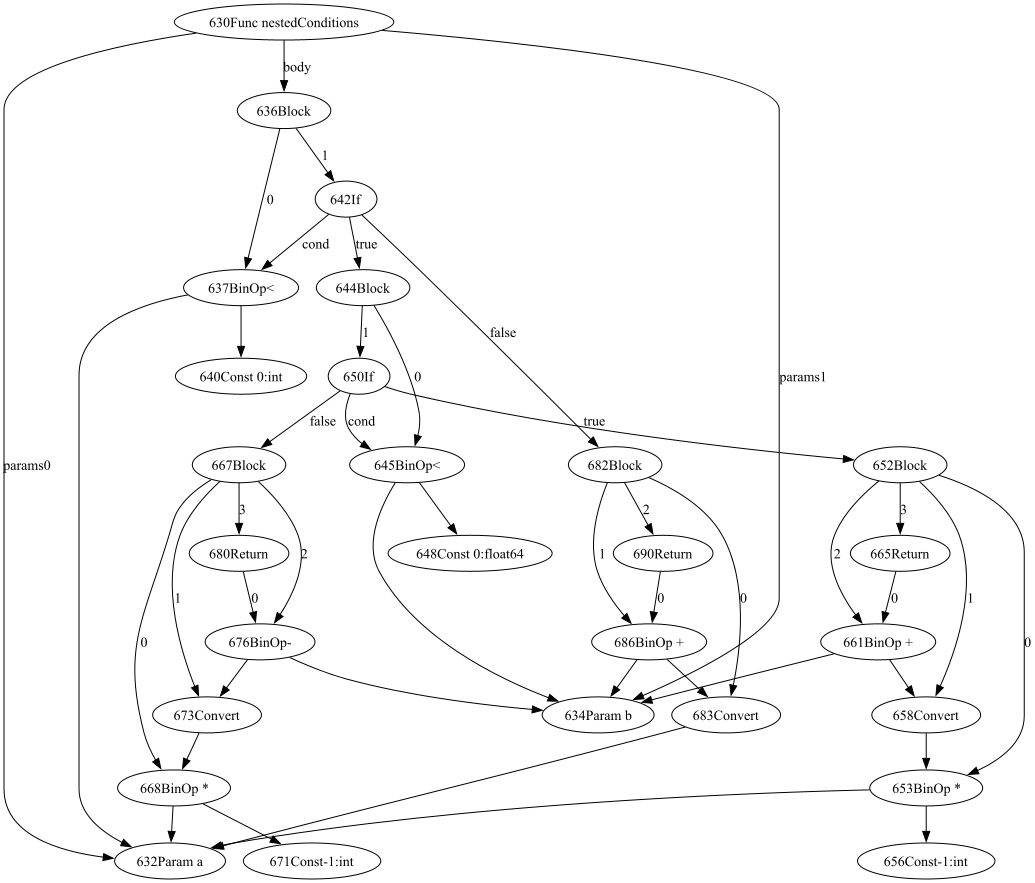 630Func nestedConditions
body
636Block
1
642If
0
cond
true
637BinOp<
644Block
false
1
640Const 0:int
650If
0
params1
false
cond
true
params0
667Block
645BinOp<
682Block
652Block
3
2
3
680Return
648Const 0:float64
690Return
665Return
1
2
1
2
0
0
0
0
1
0
0
676BinOp-
686BinOp +
661BinOp +
673Convert
634Param b
683Convert
658Convert
668BinOp *
653BinOp *
632Param a
671Const-1:int
656Const-1:int